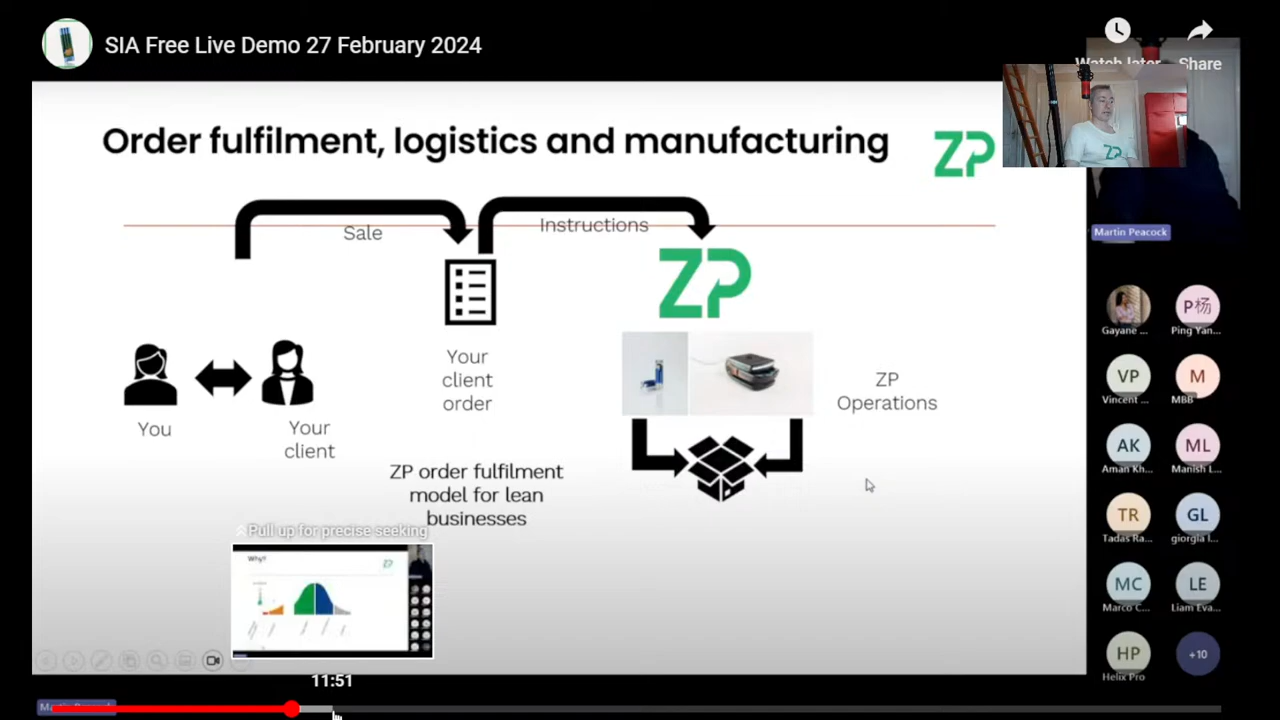 SIA Free Live Demo 27 February 2024
Watch later
Share
Order fulfilment, logistics and manufacturing
ZP
ZP
Martin Peacock
Sale
Instructions
ZP
You
Your
client
Your
client
order
ZP
Operations
ZP order fulfilment
model for lean
businesses
Pull up for precise seeking
Why?
11:51
Gayane ...
P杨
Ping Yan...
VP
Vincent ...
M
MBB
AK
Aman Kh...
ML
Manish L...
TR
Tadas Ra...
GL
giorgia l...
MC
Marco C...
LE
Liam Eva...
HP
Helix Pro
+10